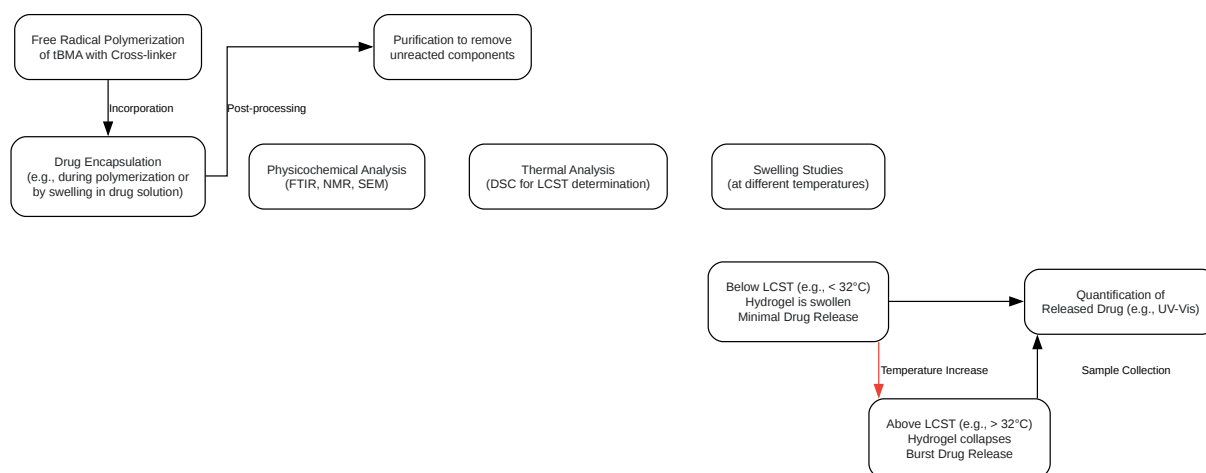 Free Radical Polymerization
of tBMA with Cross-linker
Purification to remove
unreacted components
Incorporation
Post-processing
Drug Encapsulation
(e.g., during polymerization or
by swelling in drug solution)
Physicochemical Analysis
(FTIR, NMR, SEM)
Thermal Analysis
(DSC for LCST determination)
Swelling Studies
(at different temperatures)
Below LCST (e.g., < 32°C)
Hydrogel is swollen
Minimal Drug Release
Quantification of
Released Drug (e.g., UV-Vis)
Temperature Increase
Sample Collection
Above LCST (e.g., > 32°C)
Hydrogel collapses
Burst Drug Release